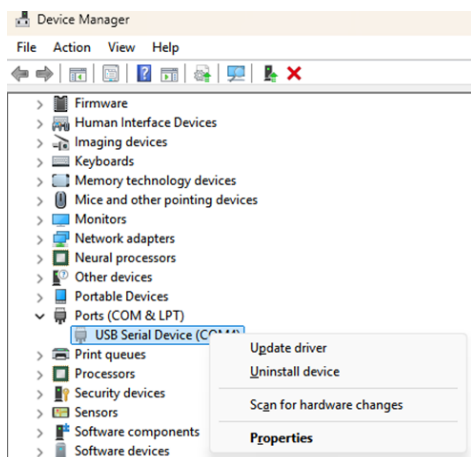 Device Manager
File Action View Help
Firmware
Human Interface Devices
Imaging devices
Keyboards
Memory technology devices
Mice and other pointing devices
Monitors
Network adapters
Neural processors
Other devices
Portable Devices
Ports (COM & LPT)
USB Serial Device (COM4)
Update driver
Print queues
Uninstall device
Processors
Security devices
Scan for hardware changes
Sensors
Software components
Properties
Software devices